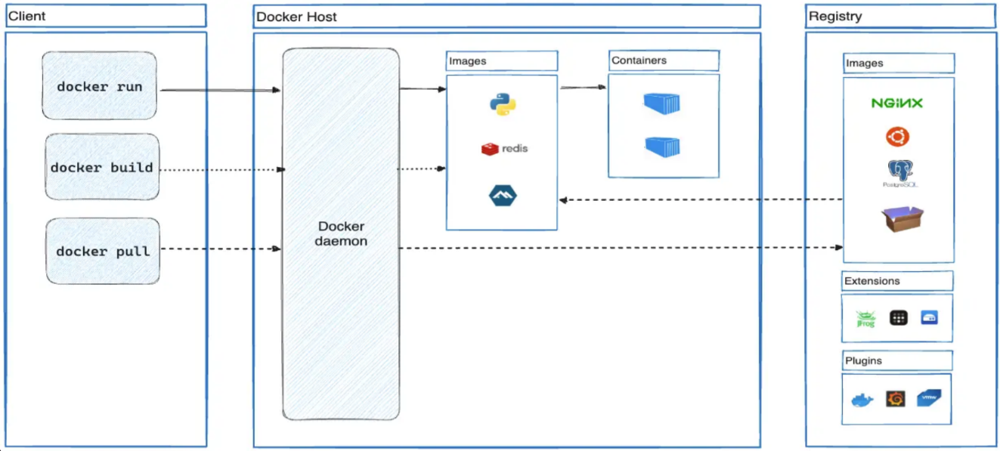 Client
docker run
docker build
docker pull
Docker Host
Docker
daemon
Images
redis
Containers
Registry
Images
NGiNX
PostgreSQL
Extensions
JFrog
Plugins
vmw